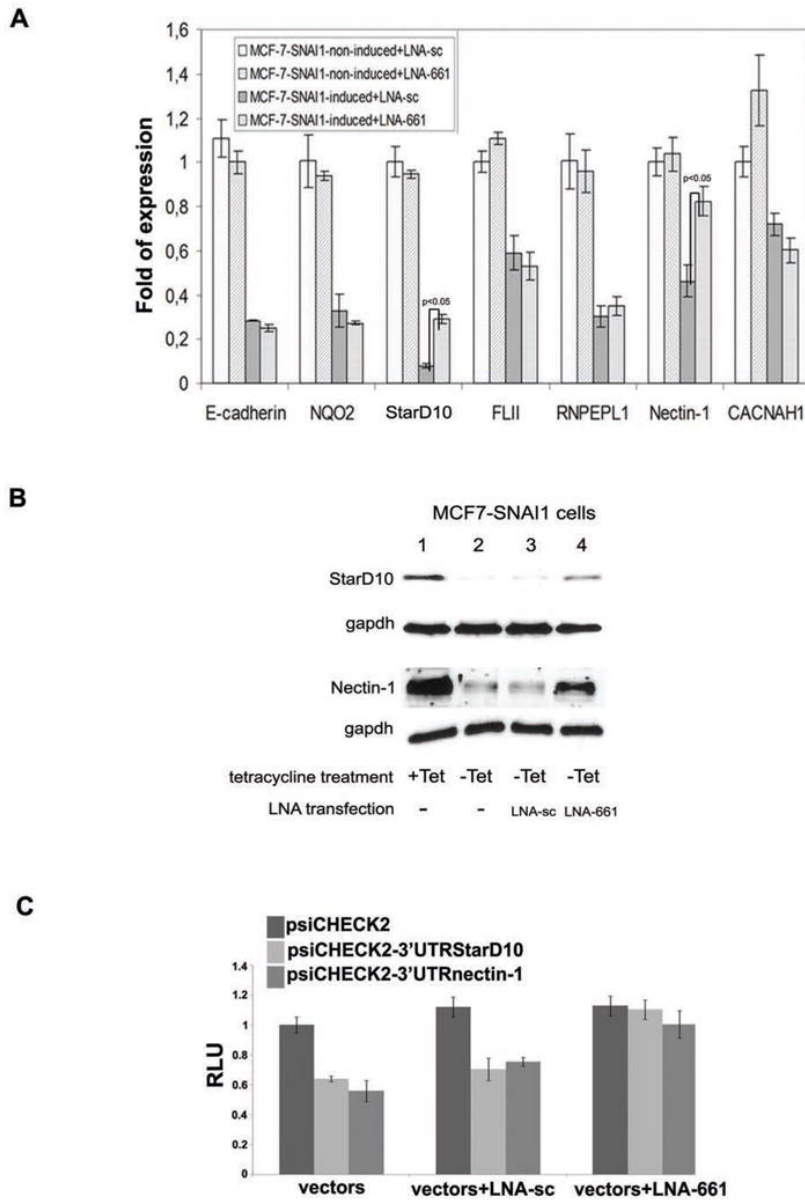 A
Fold of expression
1,6
1,4
1,2
1
0,8
0,6
0,4
0,2
0
MCF-7-SNAI1-non-induced+LNA-sc
MCF-7-SNAI1-non-induced+LNA-661
MCF-7-SNAI1-induced+LNA-sc
MCF-7-SNAI1-induced+LNA-661
p<0.05
p<0.05
E-cadherin NQO2 StarD10 FLII RNPEPL1 Nectin-1 CACNAH1
B
MCF7-SNAI1 cells
1 2 3 4
StarD10
gapdh
Nectin-1
gapdh
tetracycline treatment +Tet -Tet -Tet -Tet
LNA transfection - - LNA-sc LNA-661
C
psiCHECK2
psiCHECK2-3'UTRStarD10
psiCHECK2-3'UTRnectin-1
RLU
1.4
1.2
1
0.8
0.6
0.4
0.2
0
vectors vectors+LNA-sc vectors+LNA-661